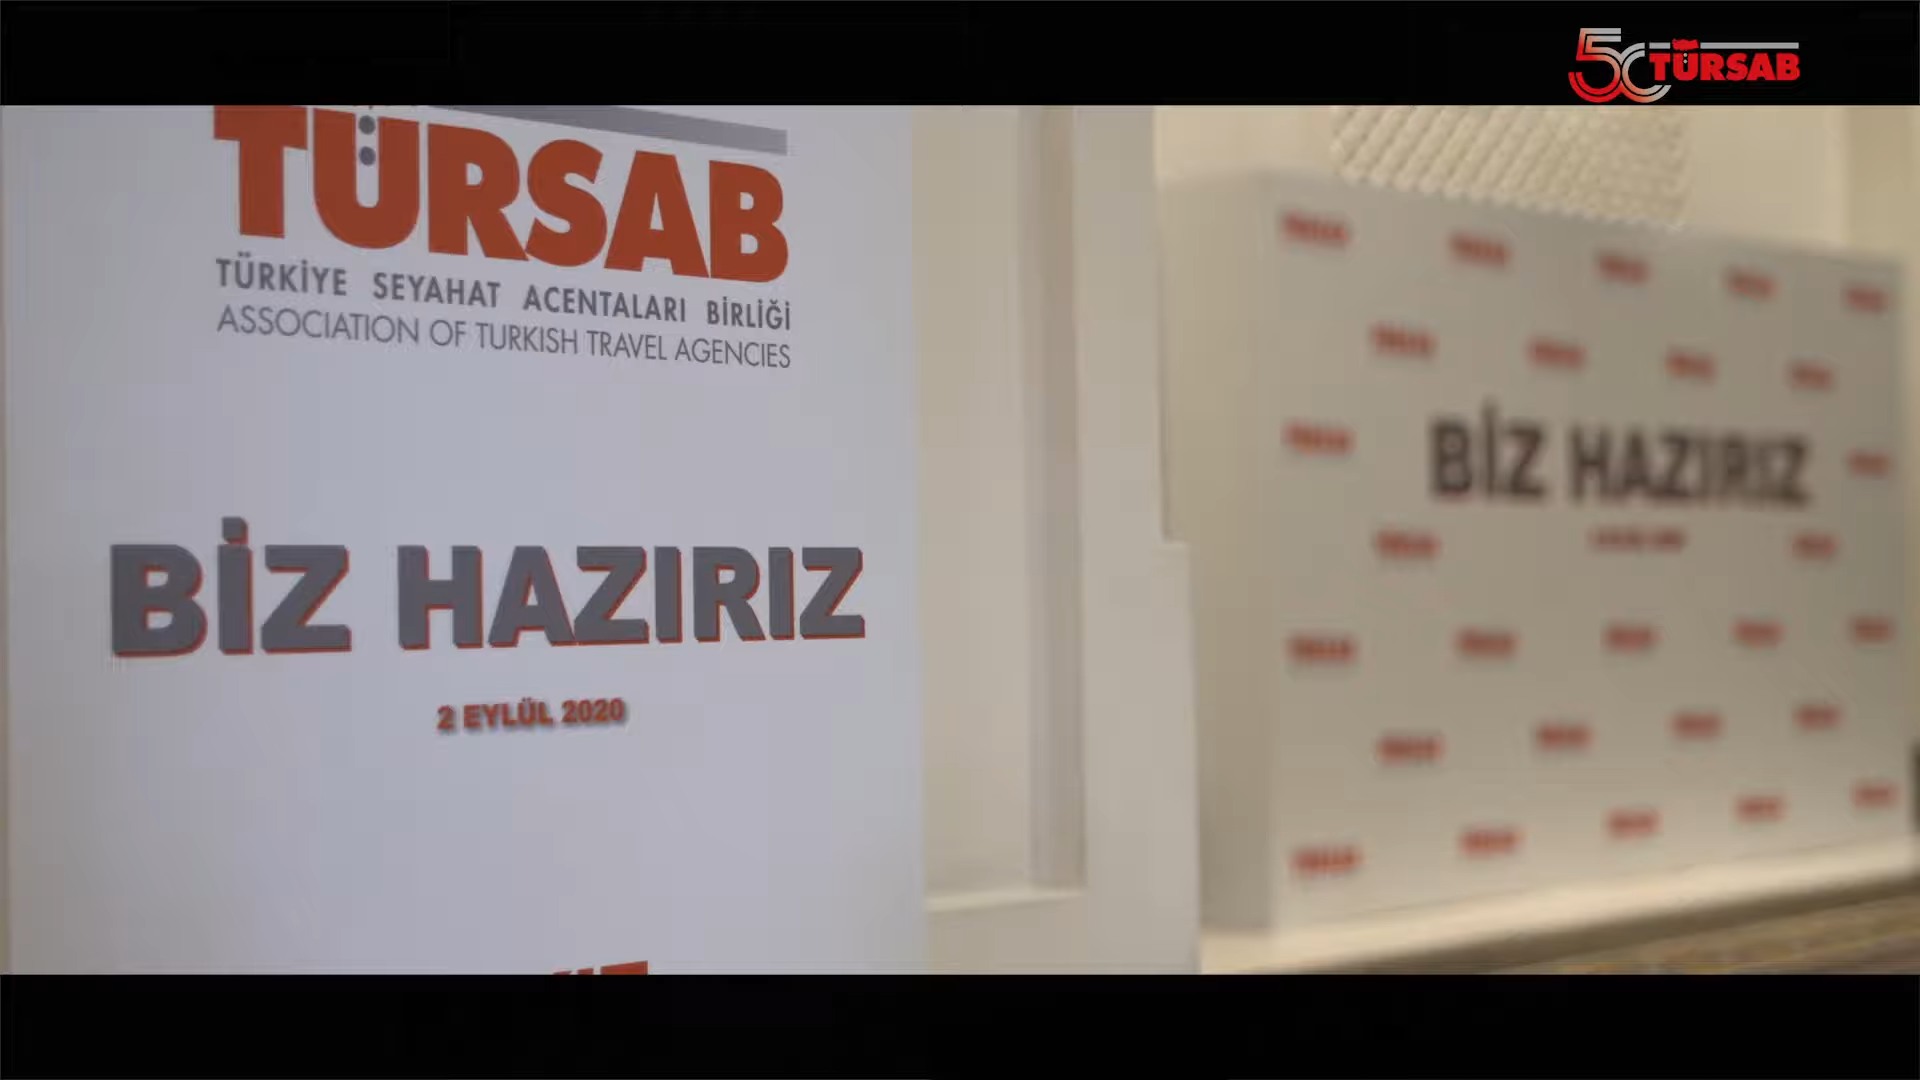 50 TÜRSAB
TÜRSAB
TÜRKİYE SEYAHAT ACENTALARI BİRLİĞİ
ASSOCIATION OF TURKISH TRAVEL AGENCIES
BİZ HAZIRIZ
2 EYLÜL 2020
BİZ HAZIRIZ